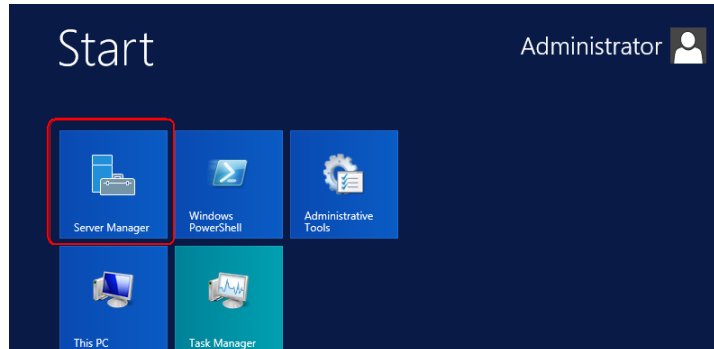 Start
Administrator
Server Manager
Windows
PowerShell
Administrative
Tools
This PC
Task Manager